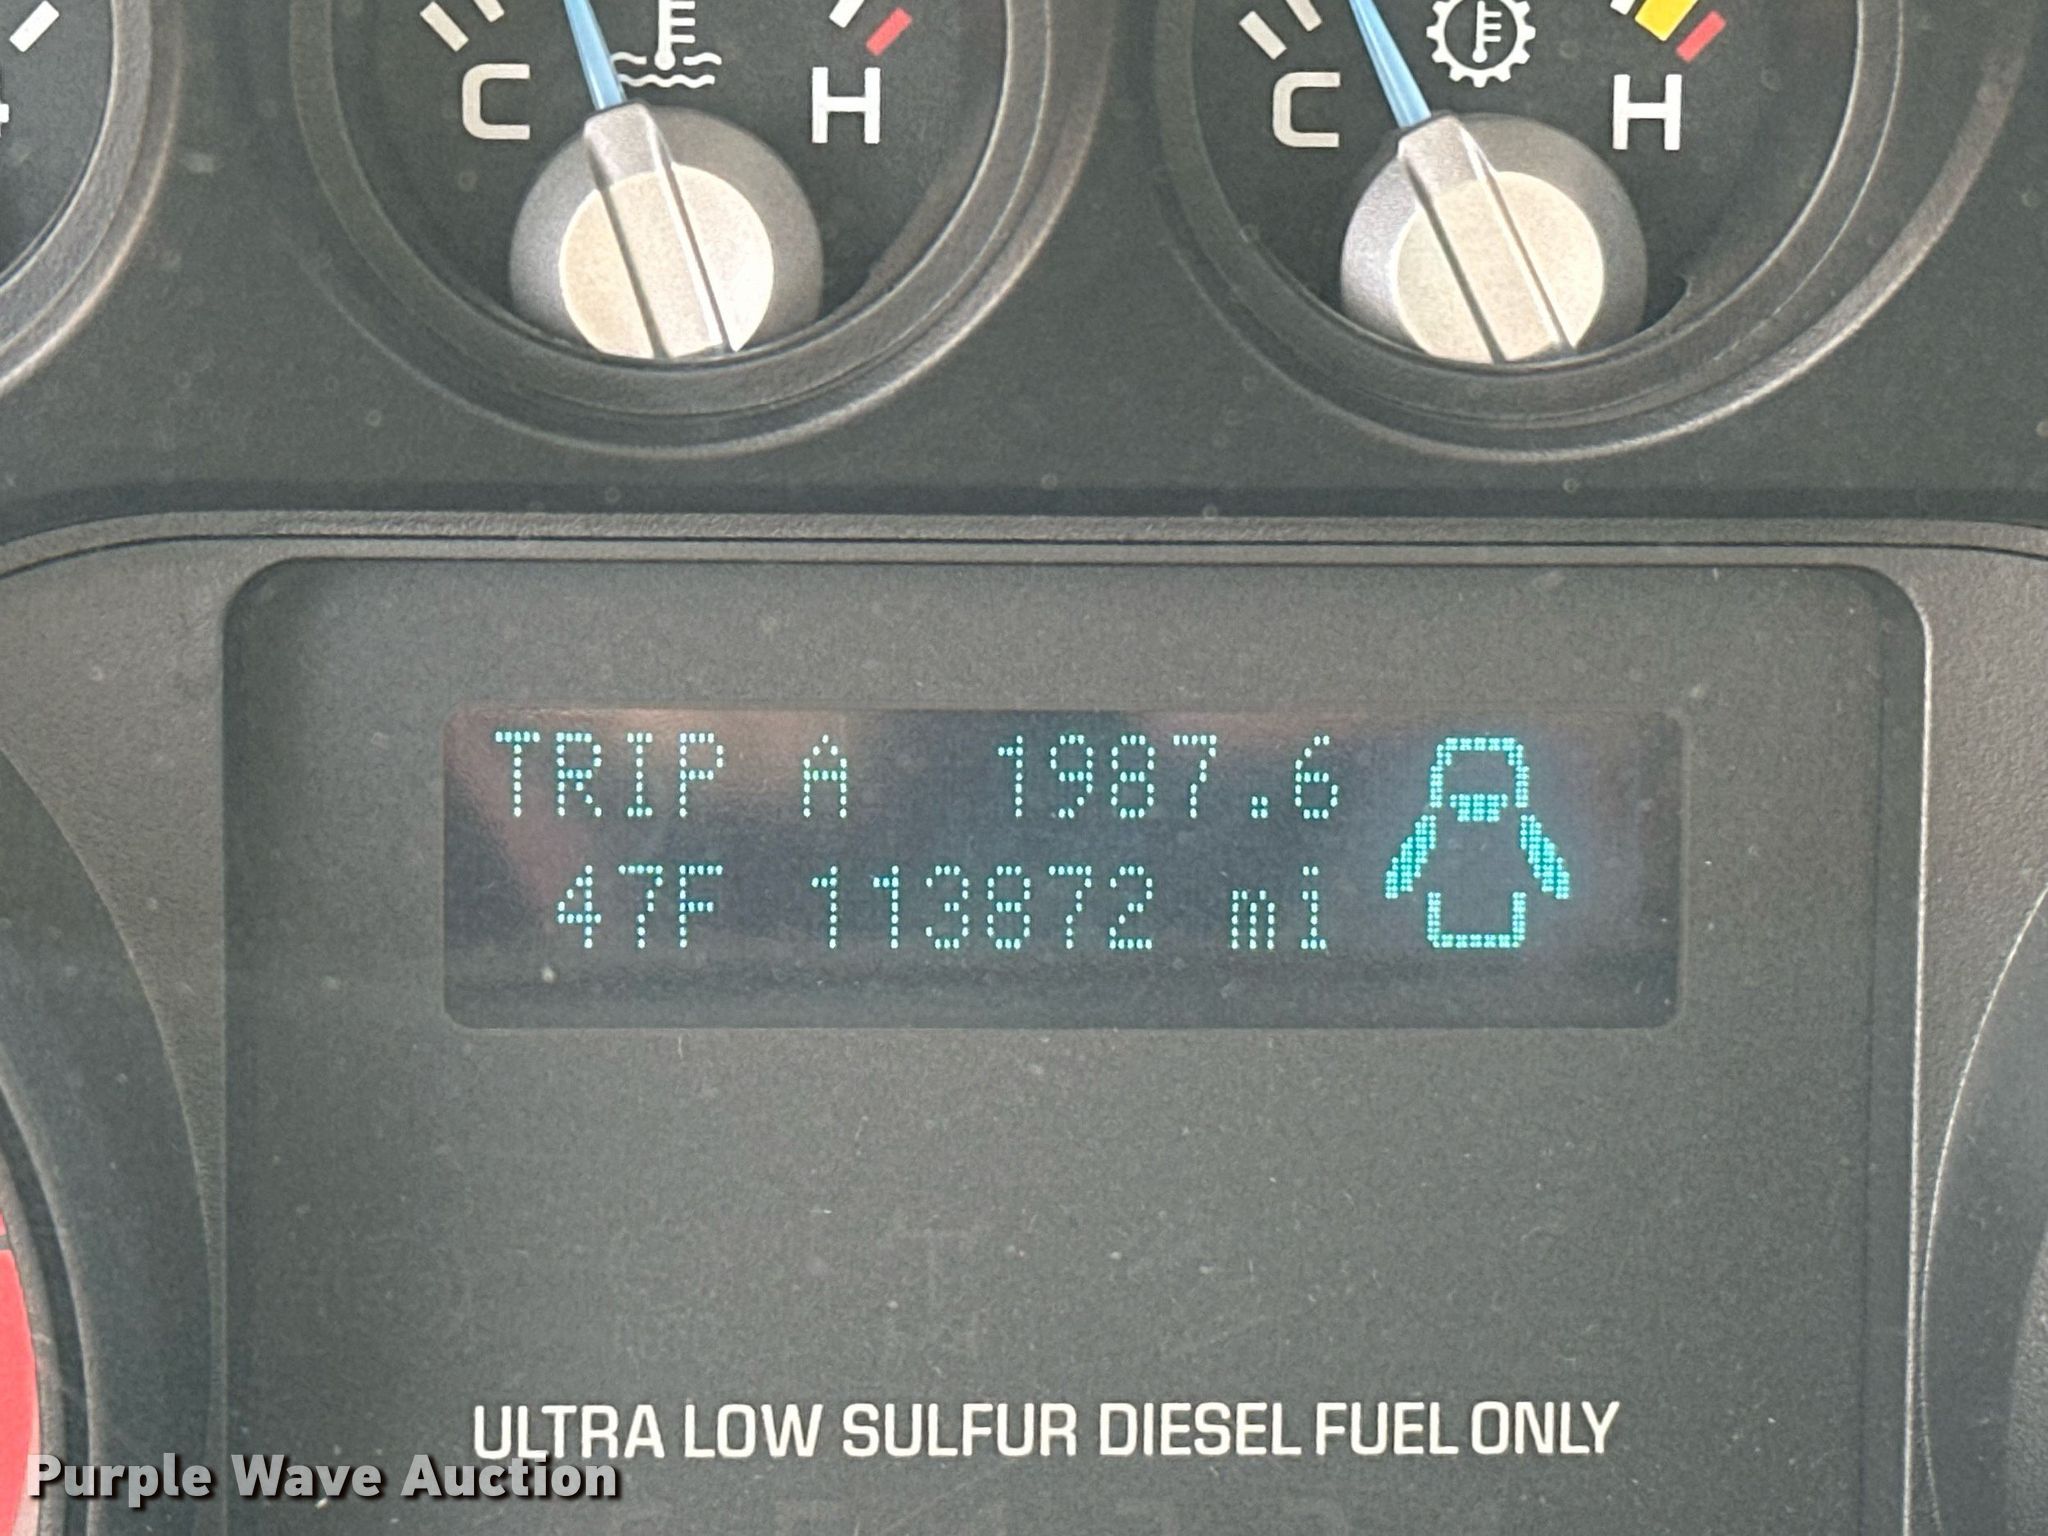 C H C H
TRIP A 1987.6
47F 113872 mi
ULTRA LOW SULFUR DIESEL FUEL ONLY
Purple Wave Auction